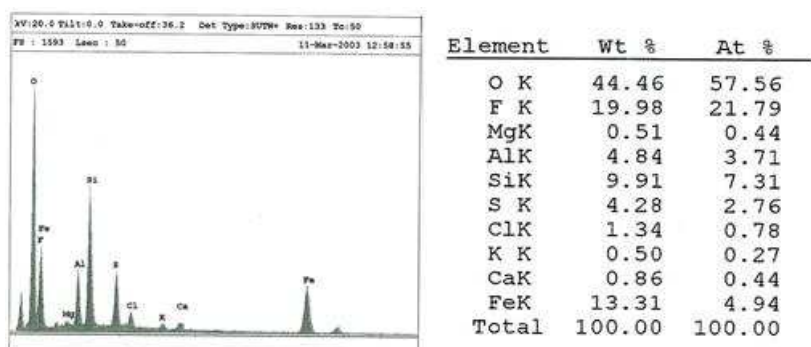 kV:20.0 Tilt:0.0 Take-off:36.2 Det Type:SUTW+ Res:133 Tc:50
FS : 1593 Lsec : 50 11-Mar-2003 12:58:55
O
Si
Fe
F
Al
S
Fe
Mg
Cl
K
Ca
Element Wt % At %
O K 44.46 57.56
F K 19.98 21.79
MgK 0.51 0.44
AlK 4.84 3.71
SiK 9.91 7.31
S K 4.28 2.76
ClK 1.34 0.78
K K 0.50 0.27
CaK 0.86 0.44
FeK 13.31 4.94
Total 100.00 100.00